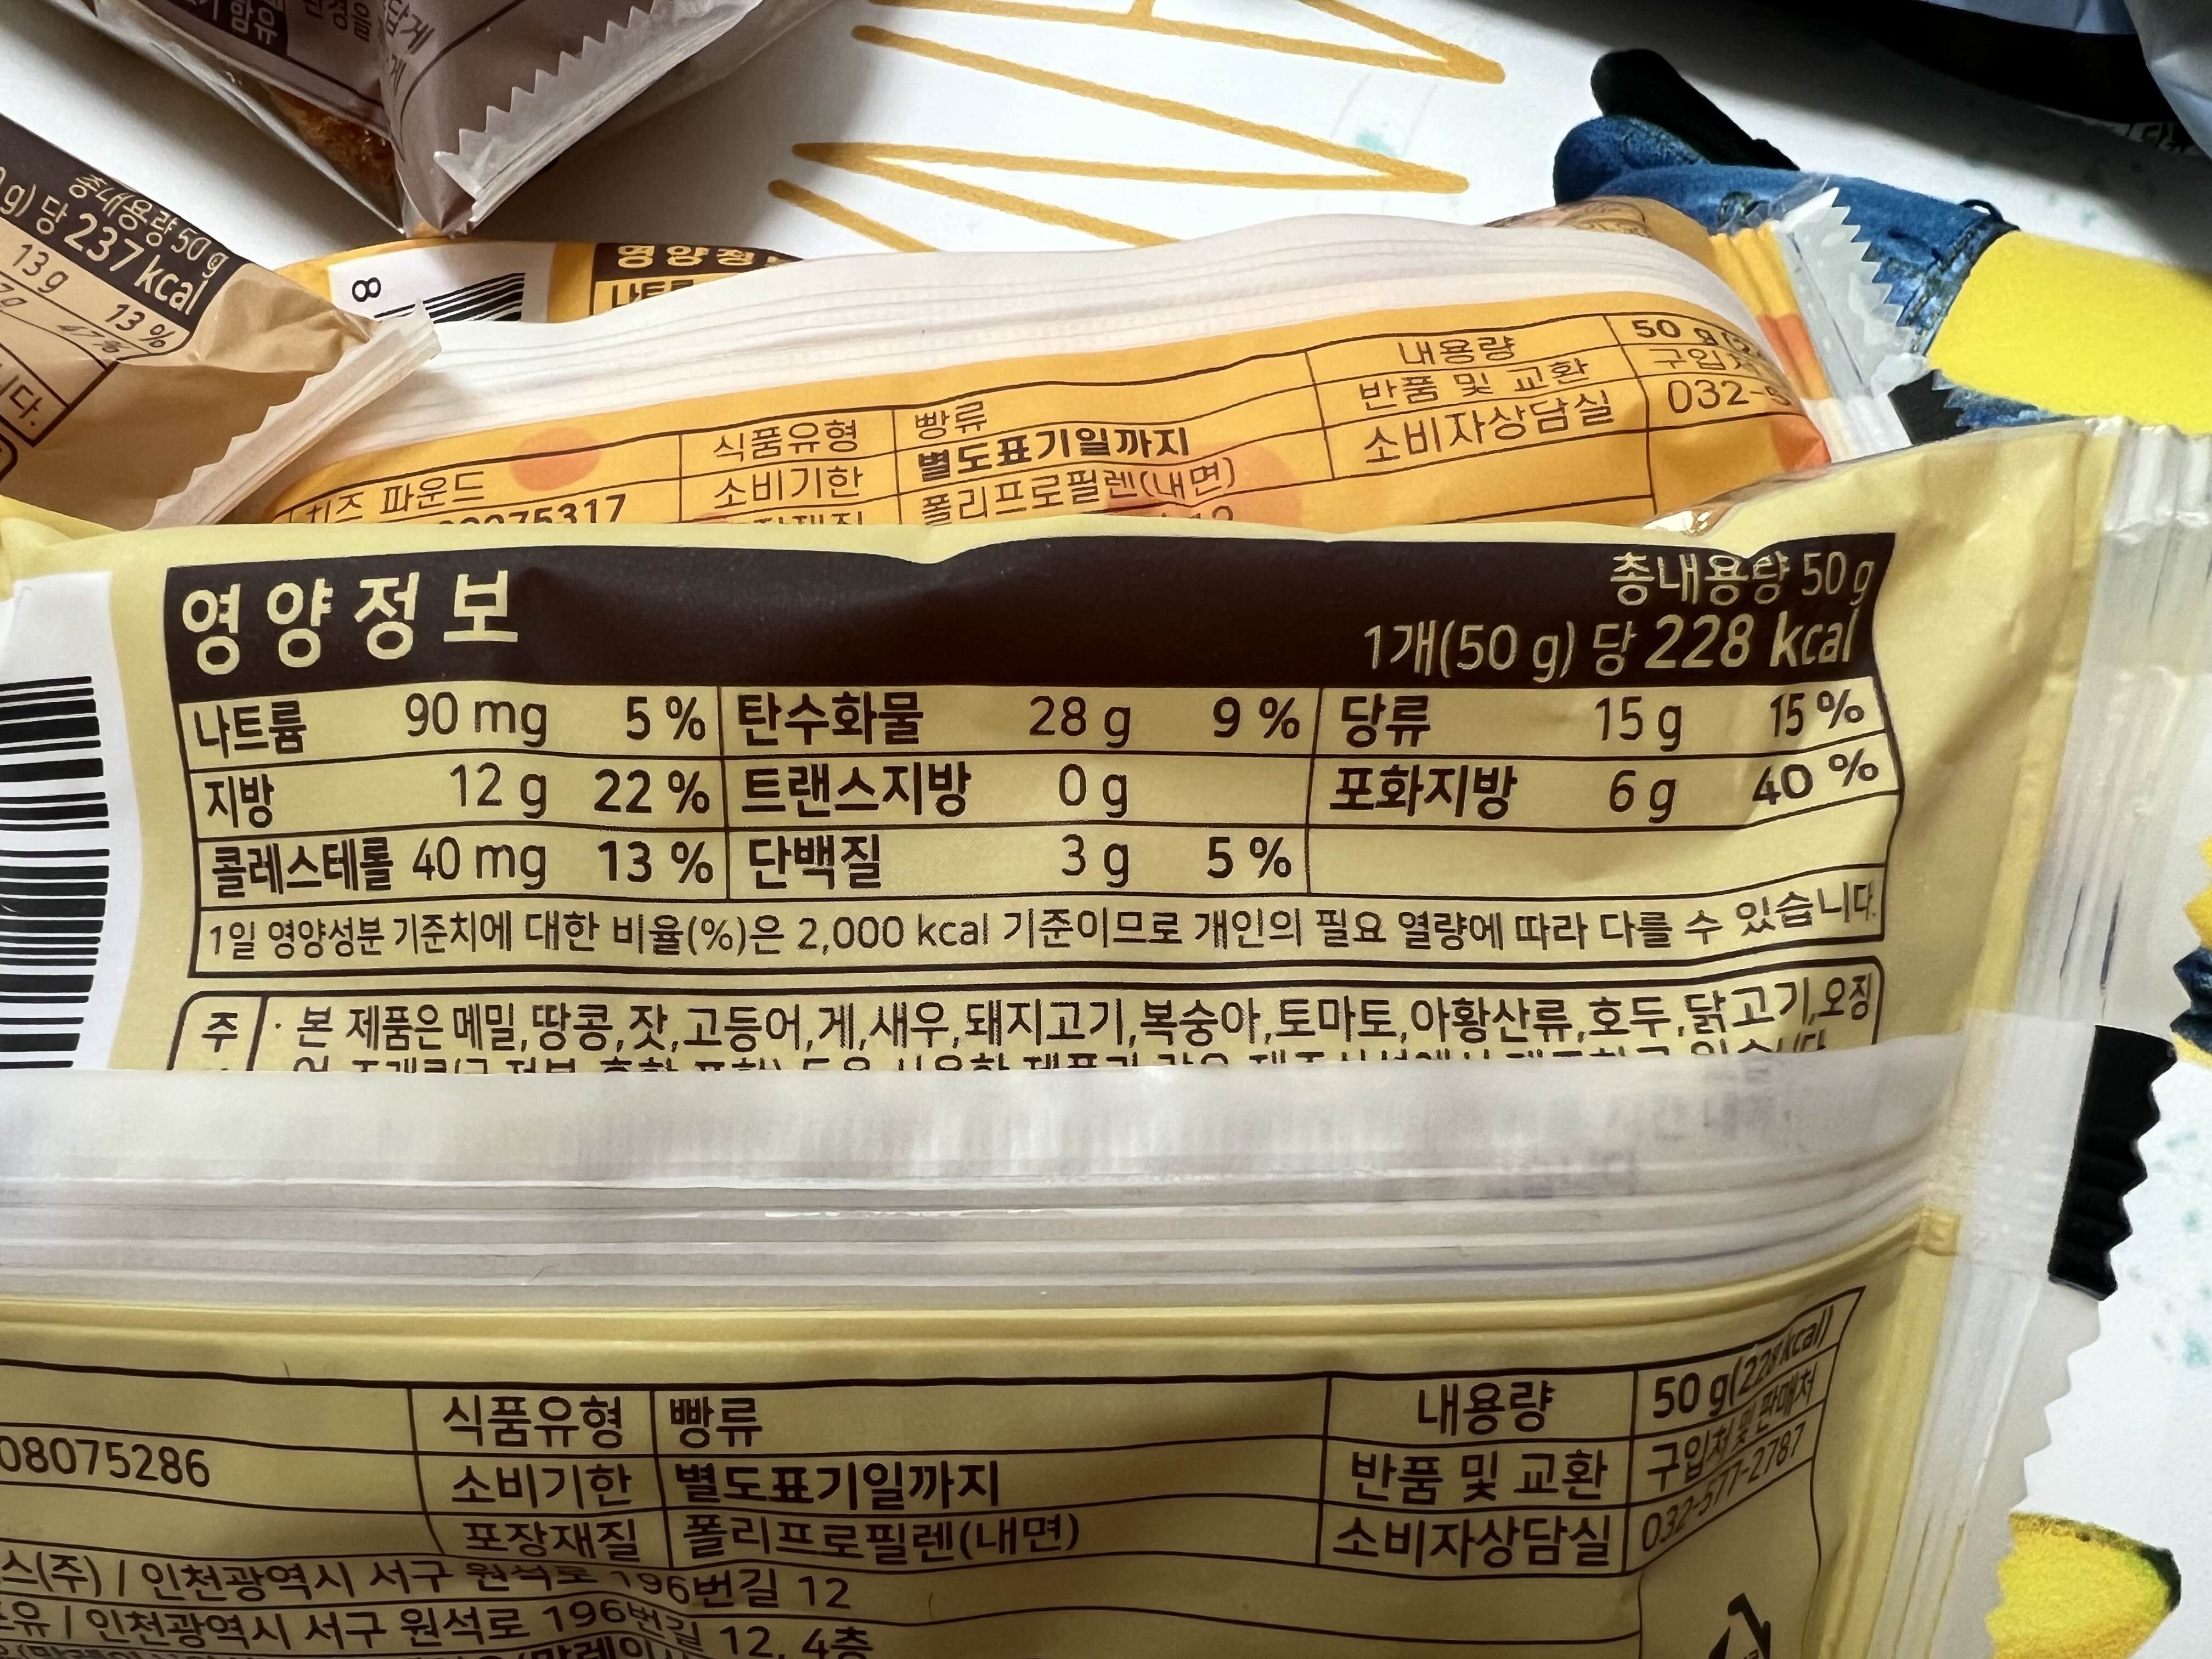 함유
답게
총내용량 50 g
g) 당 237 kcal
13 g 13 %
47%
니다.
8
영양정
나트륨
내용량 50 g
식품유형 빵류 반품 및 교환 구입
치즈 파운드 소비기한 별도표기일까지 소비자상담실 032-5
75317 폴리프로필렌(내면)
영양정보
총내용량 50 g
1개(50 g) 당 228 kcal
나트륨 90 mg 5 % 탄수화물 28 g 9 % 당류 15 g 15 %
지방 12 g 22 % 트랜스지방 0 g 포화지방 6 g 40 %
콜레스테롤 40 mg 13 % 단백질 3 g 5 %
1일 영양성분 기준치에 대한 비율(%)은 2,000 kcal 기준이므로 개인의 필요 열량에 따라 다를 수 있습니다.
주 · 본 제품은 메밀,땅콩,잣,고등어,게,새우,돼지고기,복숭아,토마토,아황산류,호두,닭고기,오징
식품유형 빵류 내용량 50 g(228 kcal)
08075286 소비기한 별도표기일까지 반품 및 교환 구입처 및 판매처
포장재질 폴리프로필렌(내면) 소비자상담실 032-577-2787
스(주) / 인천광역시 서구 원석로 196번길 12
유 / 인천광역시 서구 원석로 196번길 12, 4층